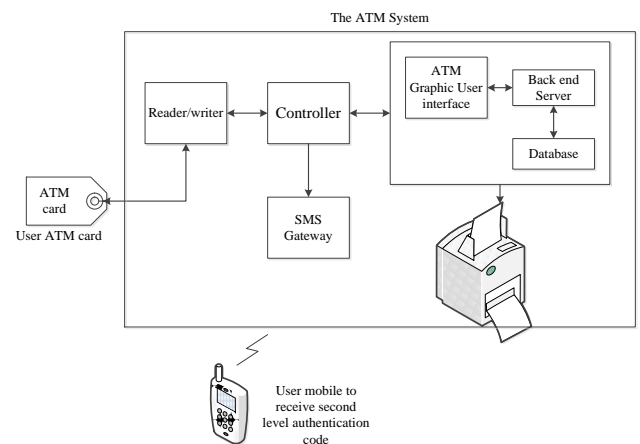 The ATM System
ATM
Graphic User
interface
Back end
Server
Reader/writer
Controller
Database
ATM
card
SMS
Gateway
User ATM card
User mobile to
receive second
level authentication
code